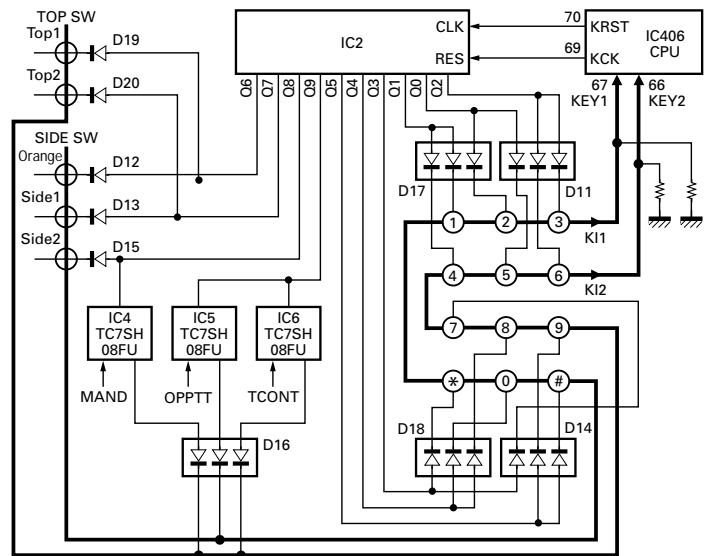 TOP SW
Top1
D19
Top2
D20
SIDE SW
Orange
D12
Side1
D13
Side2
D15
IC2
CLK
RES
70
69
KRST
KCK
IC406
CPU
67
KEY1
66
KEY2
Q6
Q7
Q8
Q9
Q5
Q4
Q3
Q1
Q0
Q2
D17
D11
1
2
3
KI1
4
5
6
KI2
7
8
9
*
0
#
D18
D14
IC4
TC7SH
08FU
IC5
TC7SH
08FU
IC6
TC7SH
08FU
MAND
OPPTT
TCONT
D16